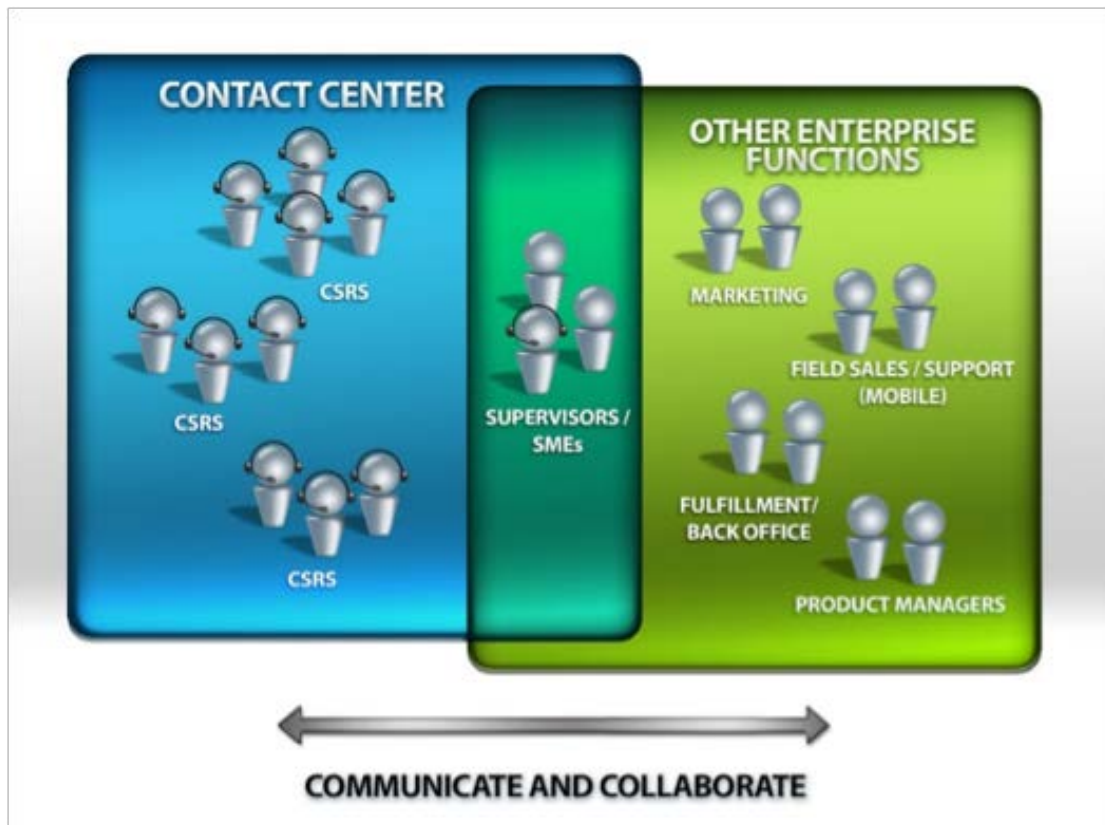 CONTACT CENTER
CSRS
CSRS
CSRS
SUPERVISORS /
SMEs
OTHER ENTERPRISE
FUNCTIONS
MARKETING
FIELD SALES / SUPPORT
(MOBILE)
FULFILLMENT/
BACK OFFICE
PRODUCT MANAGERS
COMMUNICATE AND COLLABORATE